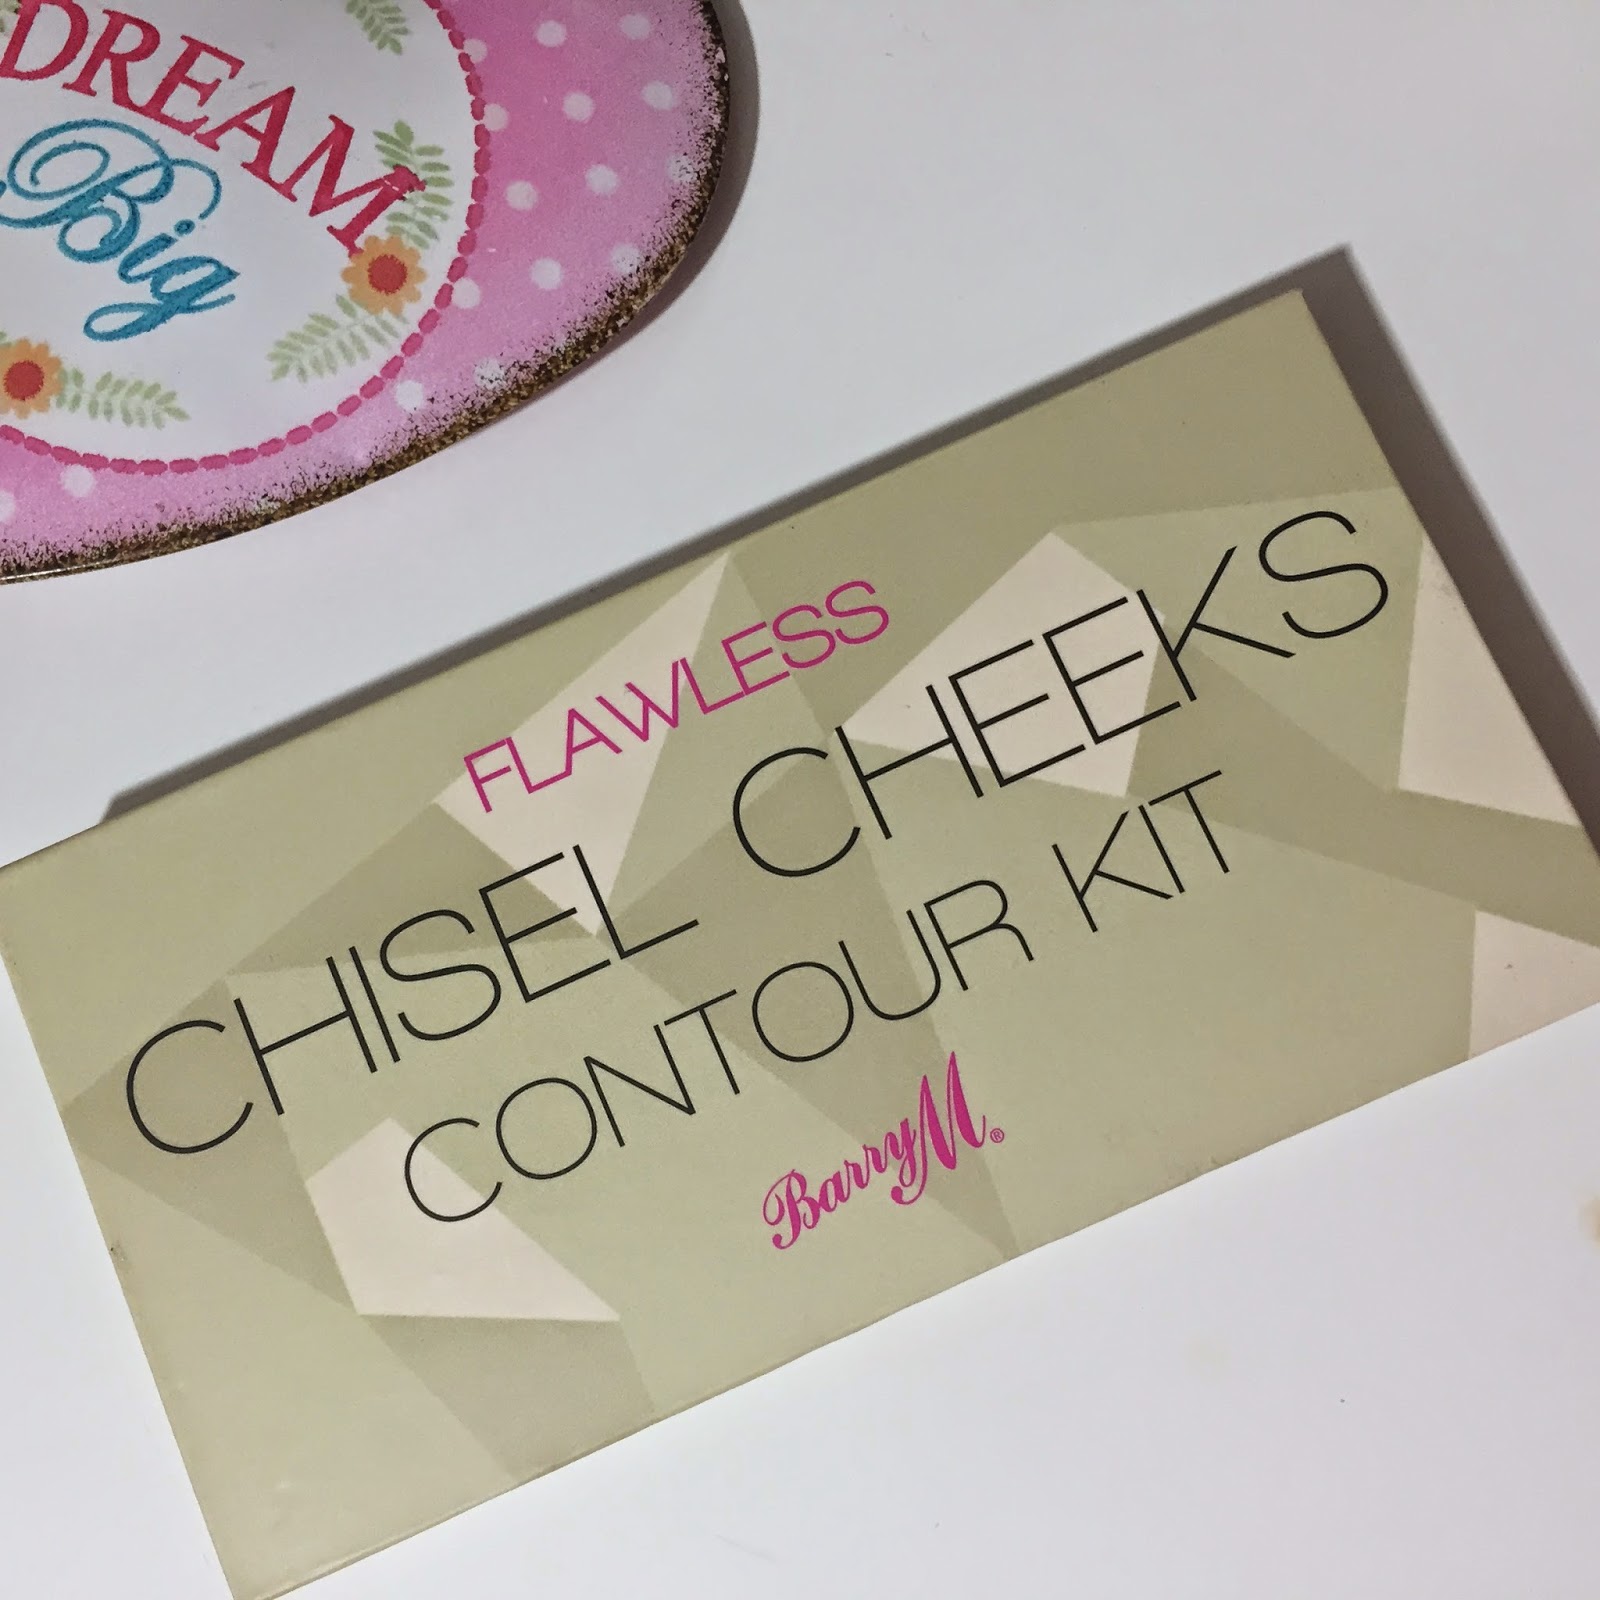 DREAM
Big
FLAWLESS
CHISEL CHEEKS
CONTOUR KIT
Barry M®